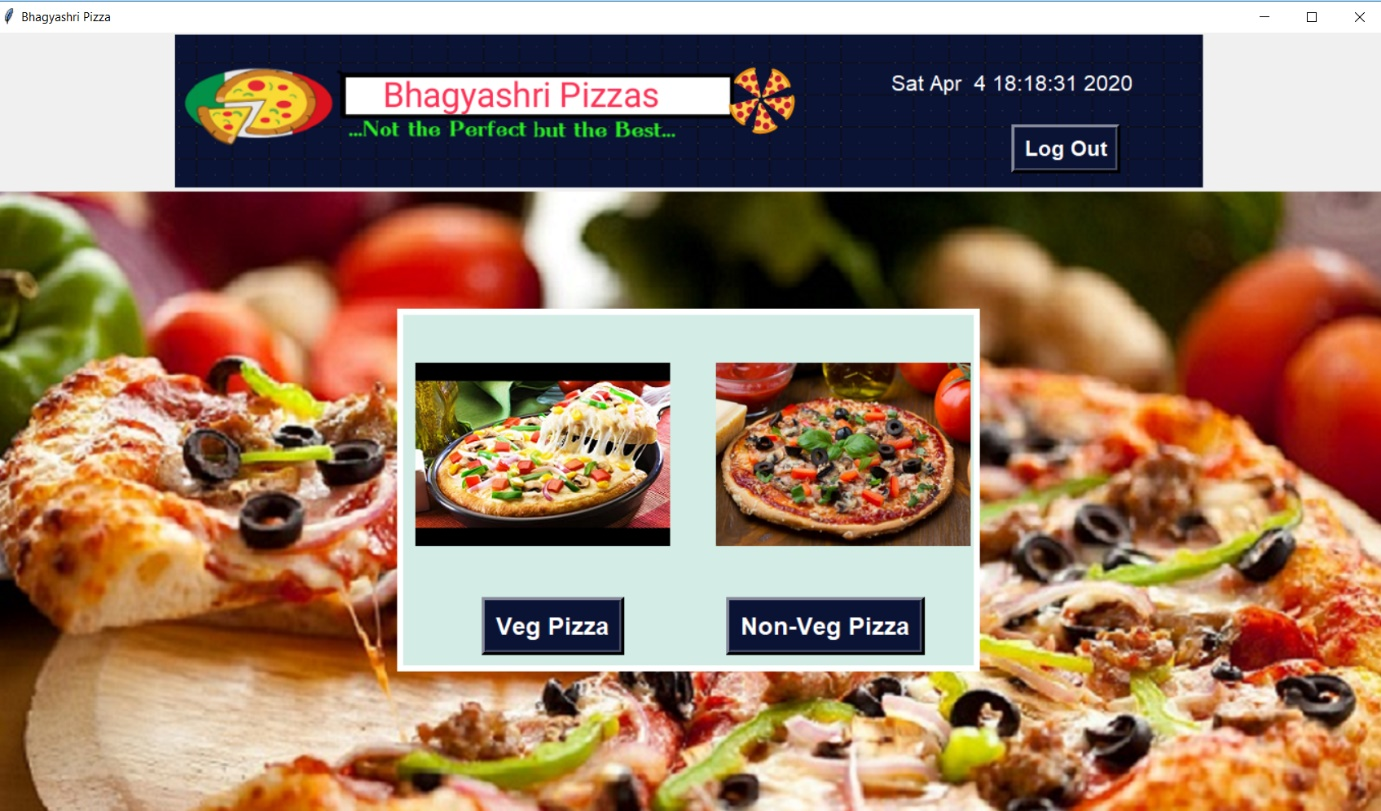 Bhagyashri Pizza
Bhagyashri Pizzas
...Not the Perfect but the Best...
Sat Apr  4 18:18:31 2020
Log Out
Veg Pizza
Non-Veg Pizza